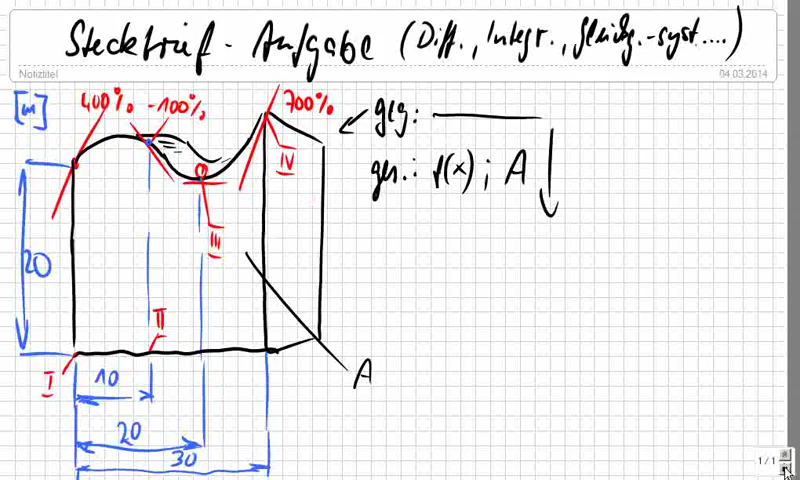 Steckbrief-Aufgabe (Diff., Integr., Gleichg.-syst....)
Notiztitel
04.03.2014
[m]
400% -100% 700%
geg:
ges.: f(x) ; A
IV
III
20
II
I
10
A
20
30
1 / 1